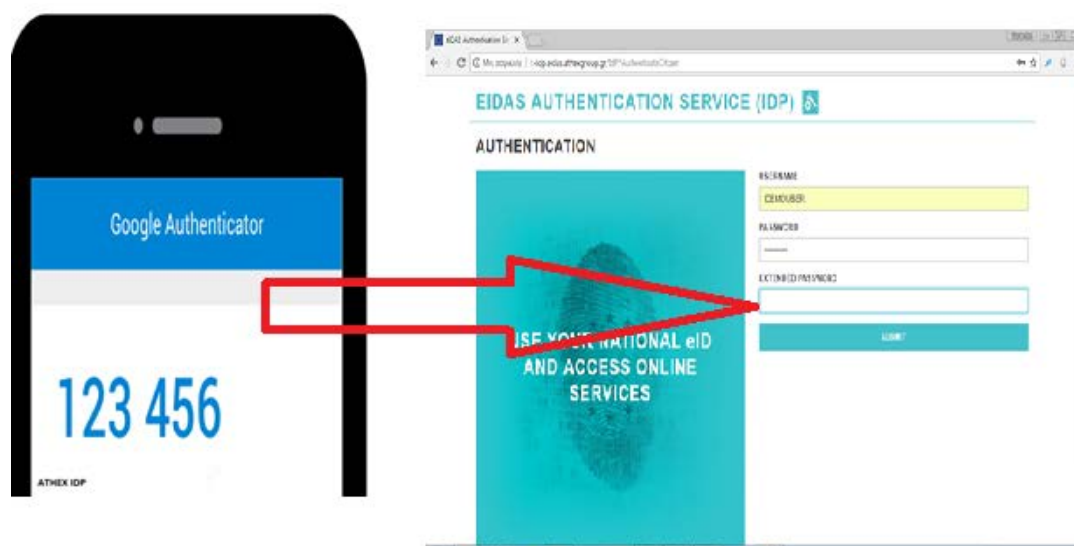 Google Authenticator
123 456
ATHEX IDP
EIDAS AUTHENTICATION SERVICE (IDP)
AUTHENTICATION
USERNAME
DEMOUSER
PASSWORD
EXTENDED PASSWORD
SUBMIT
USE YOUR NATIONAL eID
AND ACCESS ONLINE
SERVICES